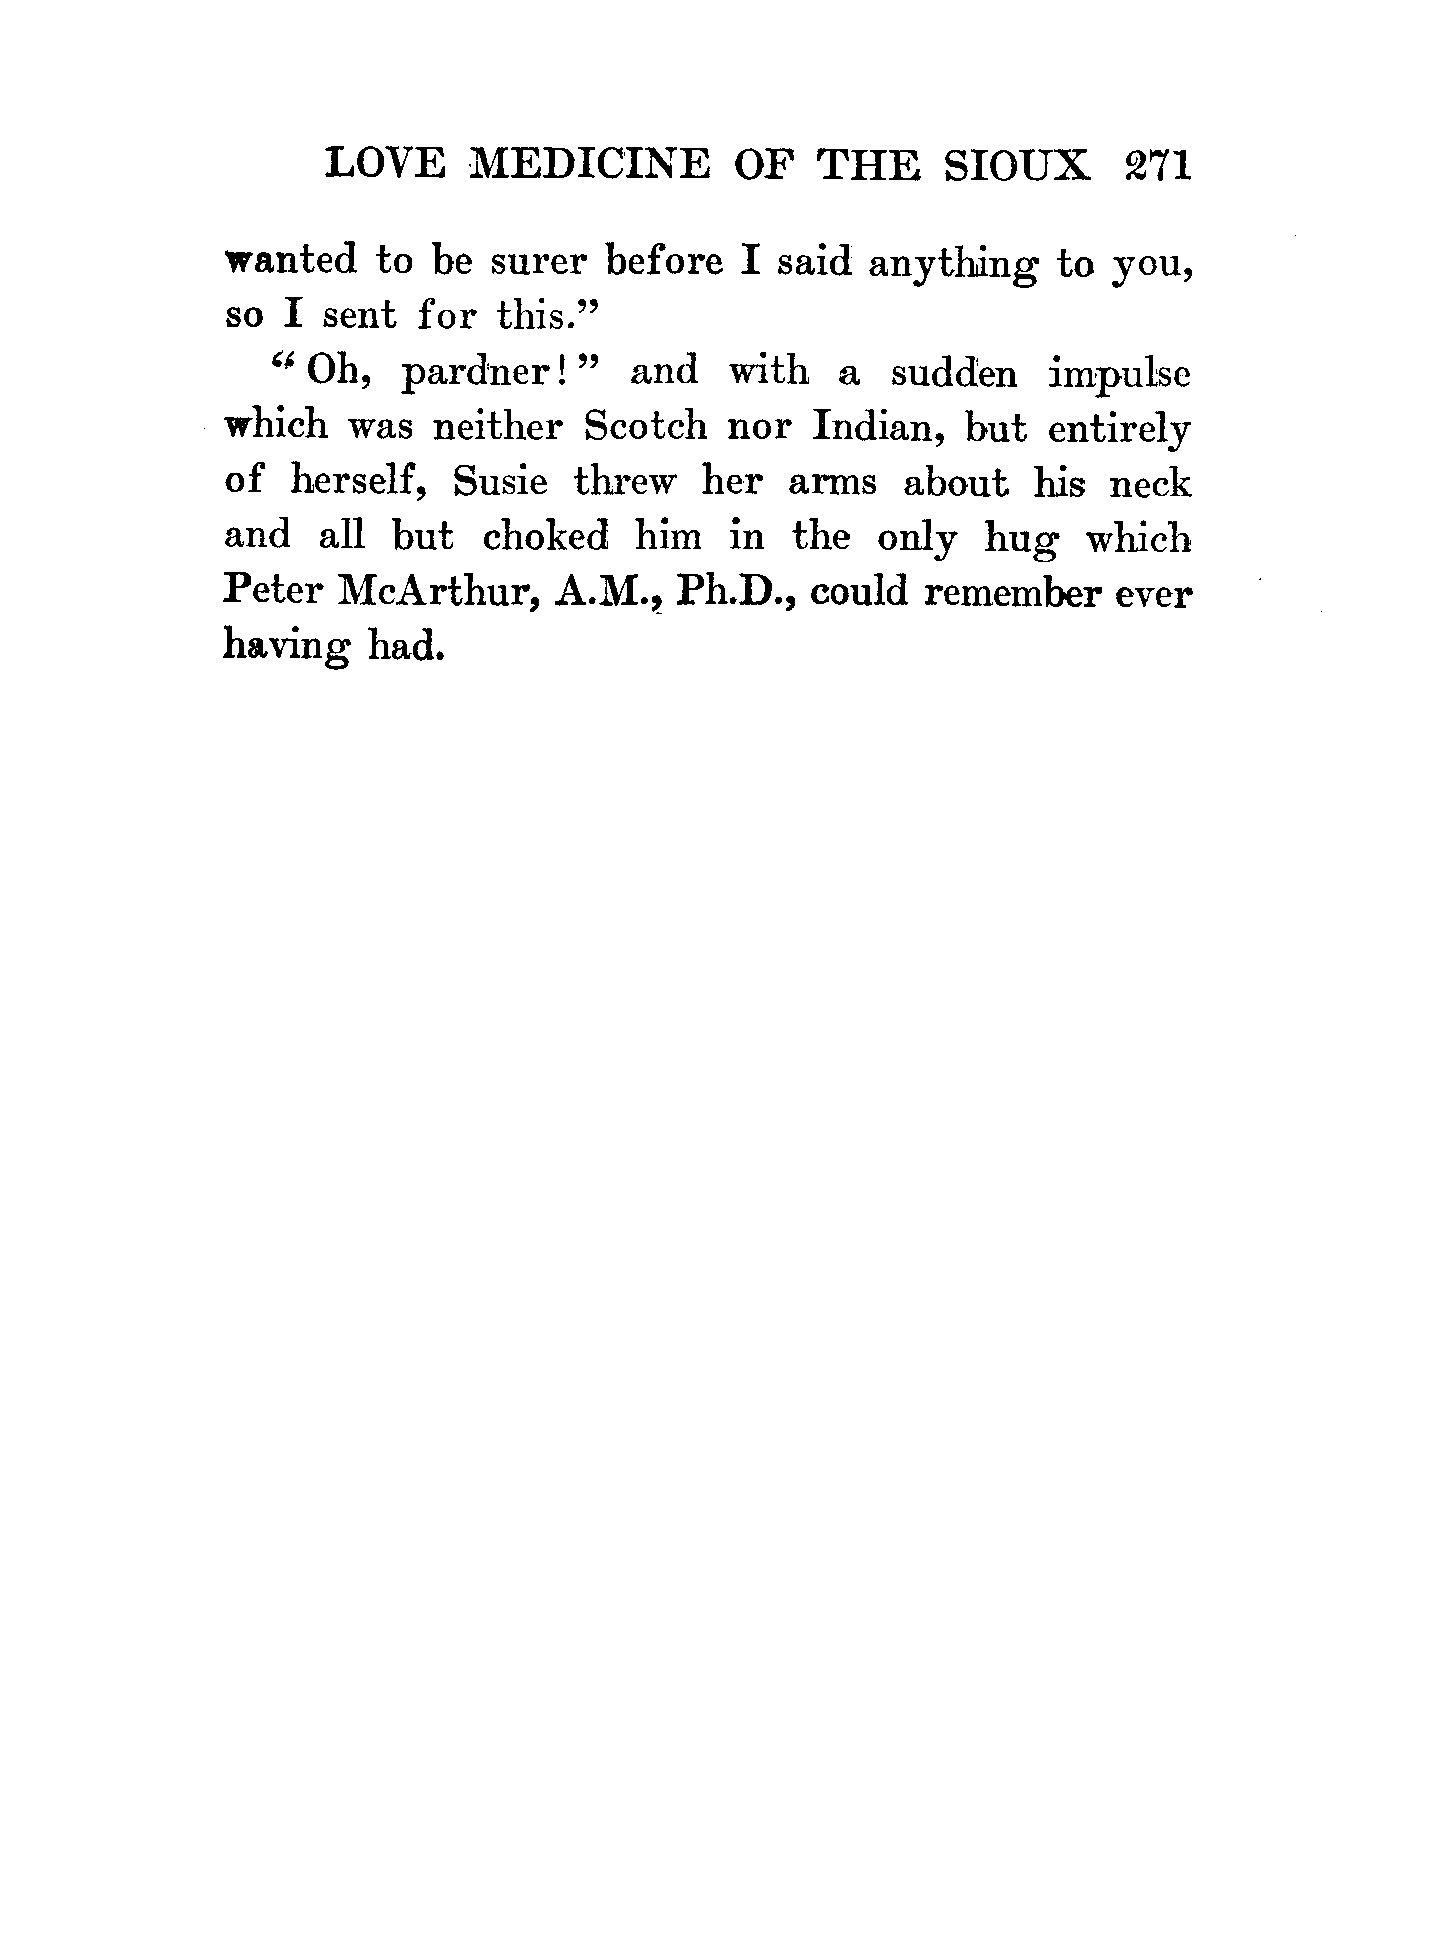 LOVE MEDICINE OF THE SIOUX 271
wanted to be surer before I said anything to you,
so I sent for this."
"Oh, pardner!" and with a sudden impulse
which was neither Scotch nor Indian, but entirely
of herself, Susie threw her arms about his neck
and all but choked him in the only hug which
Peter McArthur, A.M., Ph.D., could remember ever
having had.